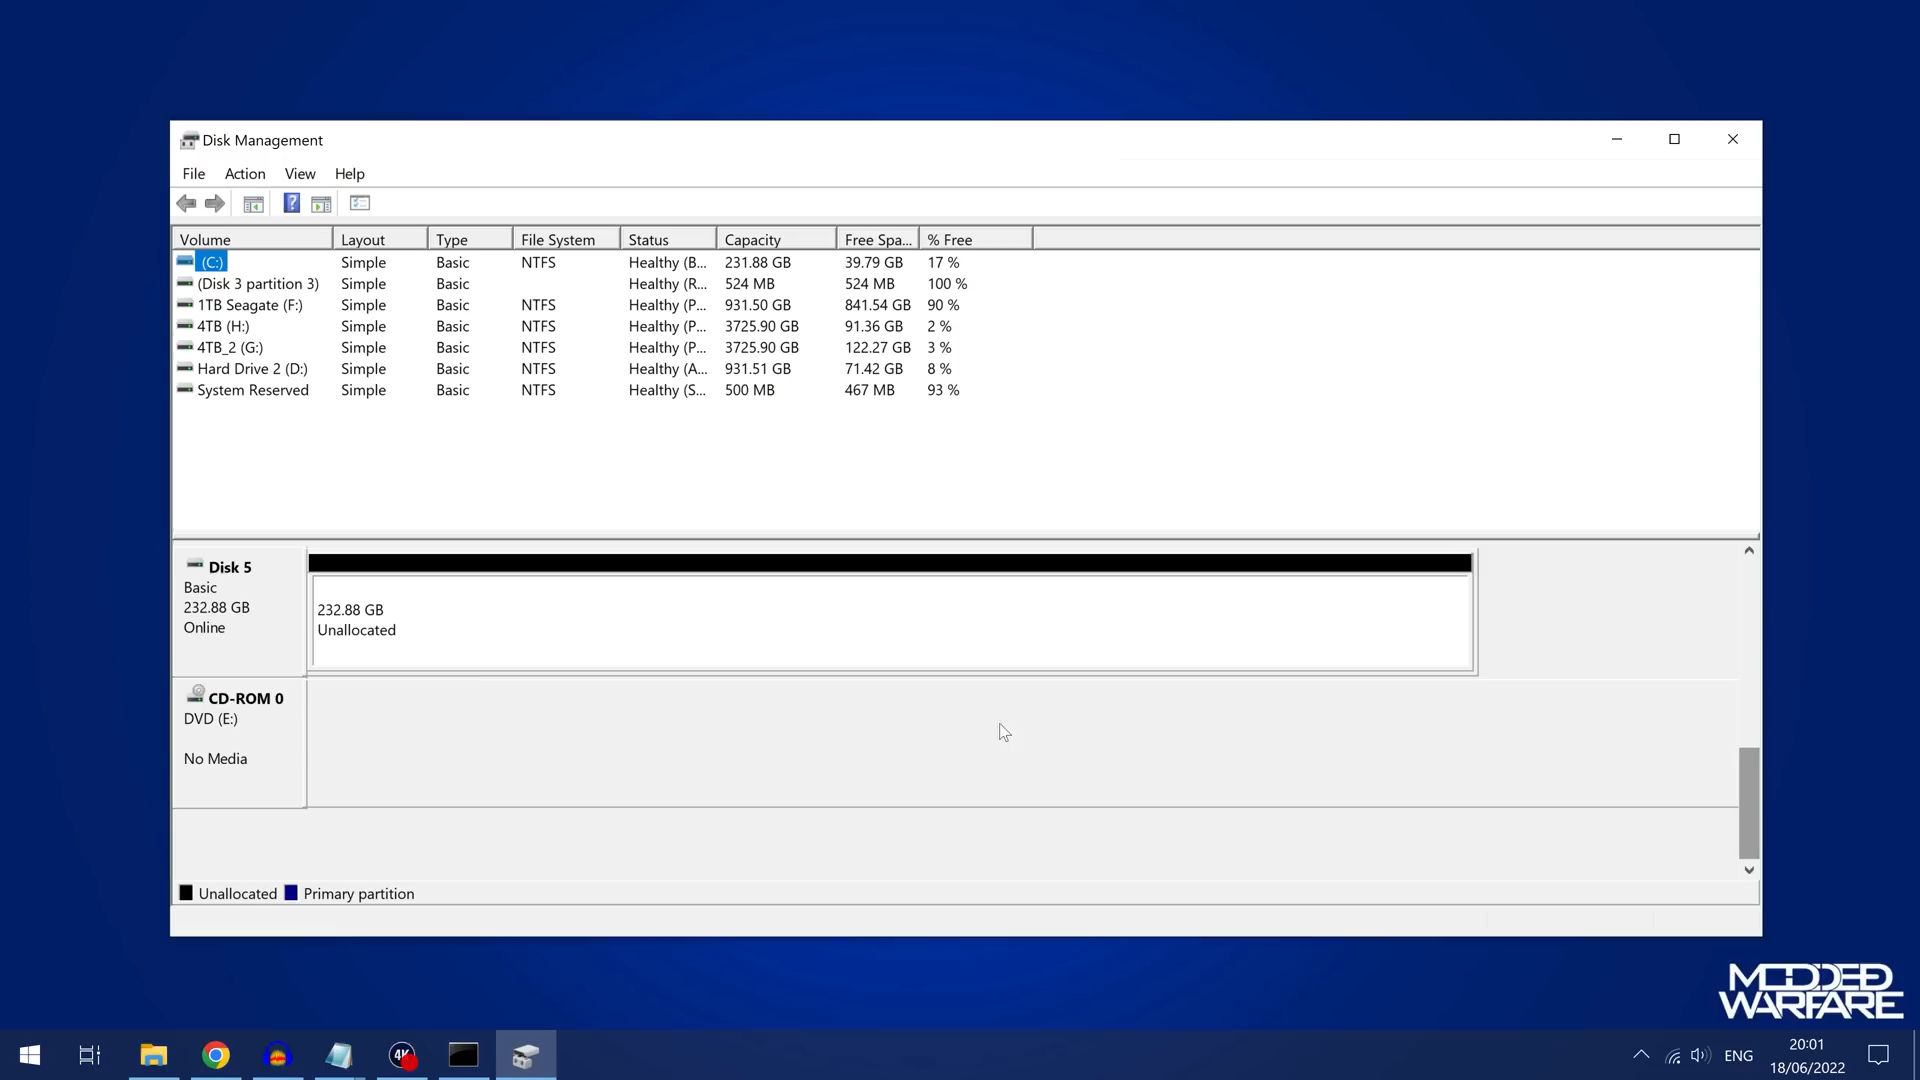 Disk Management
File Action View Help
Volume Layout Type File System Status Capacity Free Spa... % Free
(C:) Simple Basic NTFS Healthy (B... 231.88 GB 39.79 GB 17 %
(Disk 3 partition 3) Simple Basic Healthy (R... 524 MB 524 MB 100 %
1TB Seagate (F:) Simple Basic NTFS Healthy (P... 931.50 GB 841.54 GB 90 %
4TB (H:) Simple Basic NTFS Healthy (P... 3725.90 GB 91.36 GB 2 %
4TB_2 (G:) Simple Basic NTFS Healthy (P... 3725.90 GB 122.27 GB 3 %
Hard Drive 2 (D:) Simple Basic NTFS Healthy (A... 931.51 GB 71.42 GB 8 %
System Reserved Simple Basic NTFS Healthy (S... 500 MB 467 MB 93 %
Disk 5
Basic
232.88 GB
Online
232.88 GB
Unallocated
CD-ROM 0
DVD (E:)
No Media
Unallocated Primary partition
MODDED
WARFARE
4K
ENG
20:01
18/06/2022